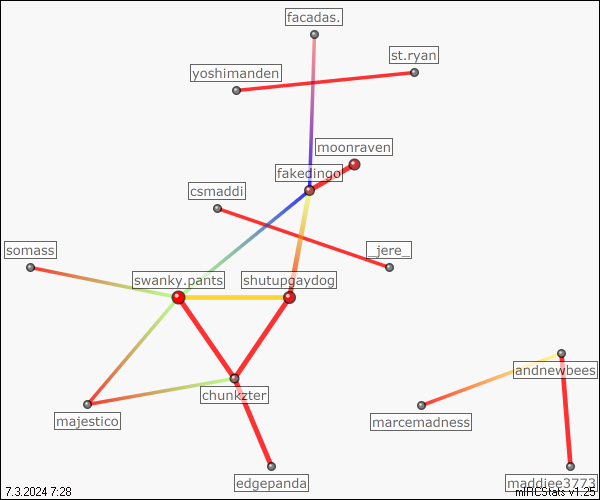 facadas.
st.ryan
yoshimanden
moonraven
fakedingo
csmaddi
_jere_
somass
swanky.pants
shutupgaydog
andnewbees
chunkzter
majestico
marcemadness
edgepanda
maddiee3773
7.3.2024 7:28
mIRCStats v1.25